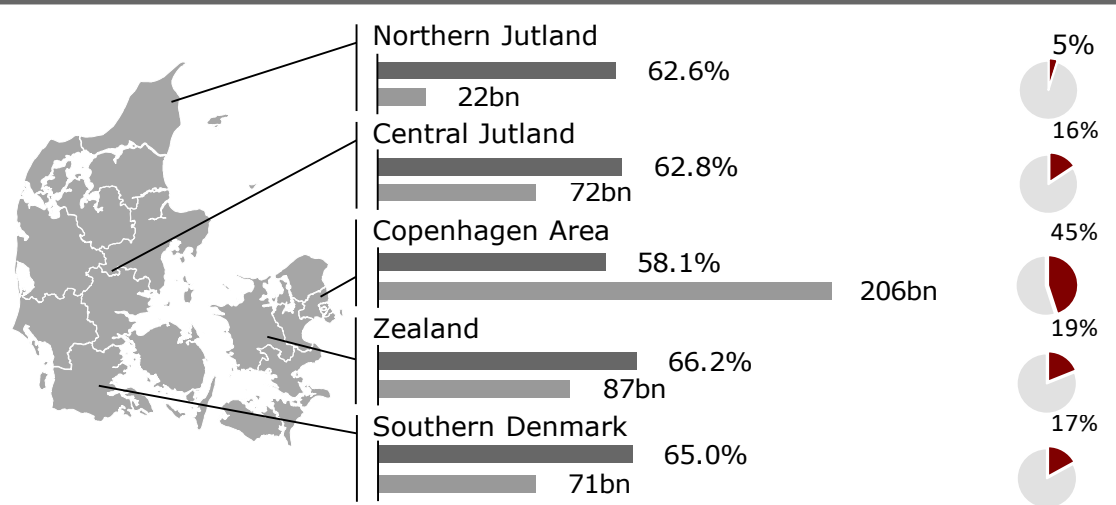 Northern Jutland
5%
62.6%
22bn
Central Jutland
16%
62.8%
72bn
Copenhagen Area
45%
58.1%
206bn
Zealand
19%
66.2%
87bn
Southern Denmark
17%
65.0%
71bn